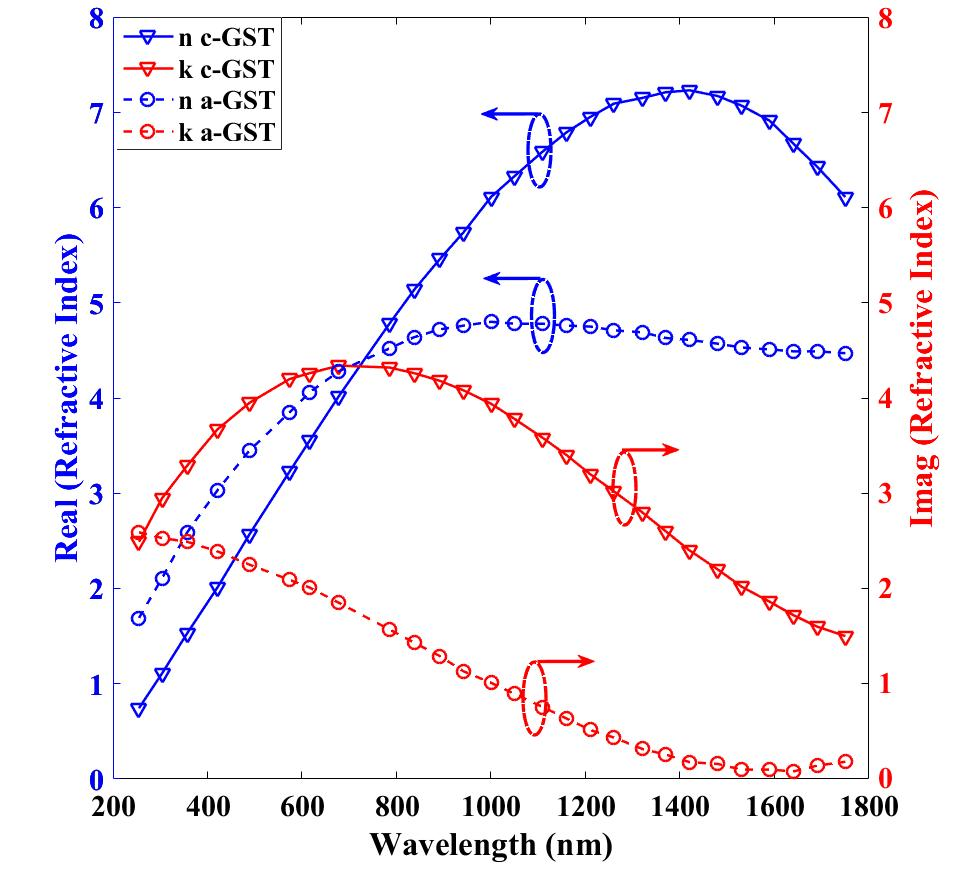 8
7
6
5
4
3
2
1
0
8
7
6
5
4
3
2
1
0
n c-GST
k c-GST
n a-GST
k a-GST
Real (Refractive Index)
Imag (Refractive Index)
200 400 600 800 1000 1200 1400 1600 1800
Wavelength (nm)